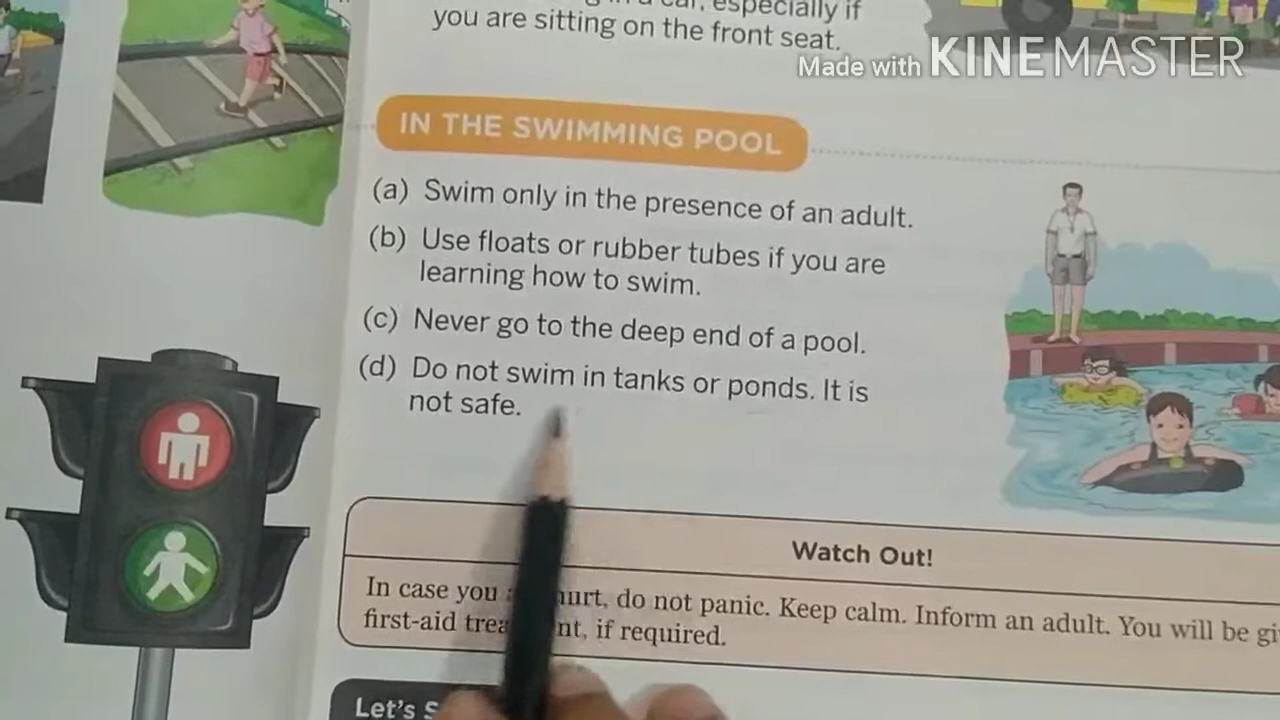 car, especially if
you are sitting on the front seat.
Made with KINEMASTER
IN THE SWIMMING POOL
(a) Swim only in the presence of an adult.
(b) Use floats or rubber tubes if you are
learning how to swim.
(c) Never go to the deep end of a pool.
(d) Do not swim in tanks or ponds. It is
not safe.
Watch Out!
In case you hurt, do not panic. Keep calm. Inform an adult. You will be
first-aid if required.
Let's